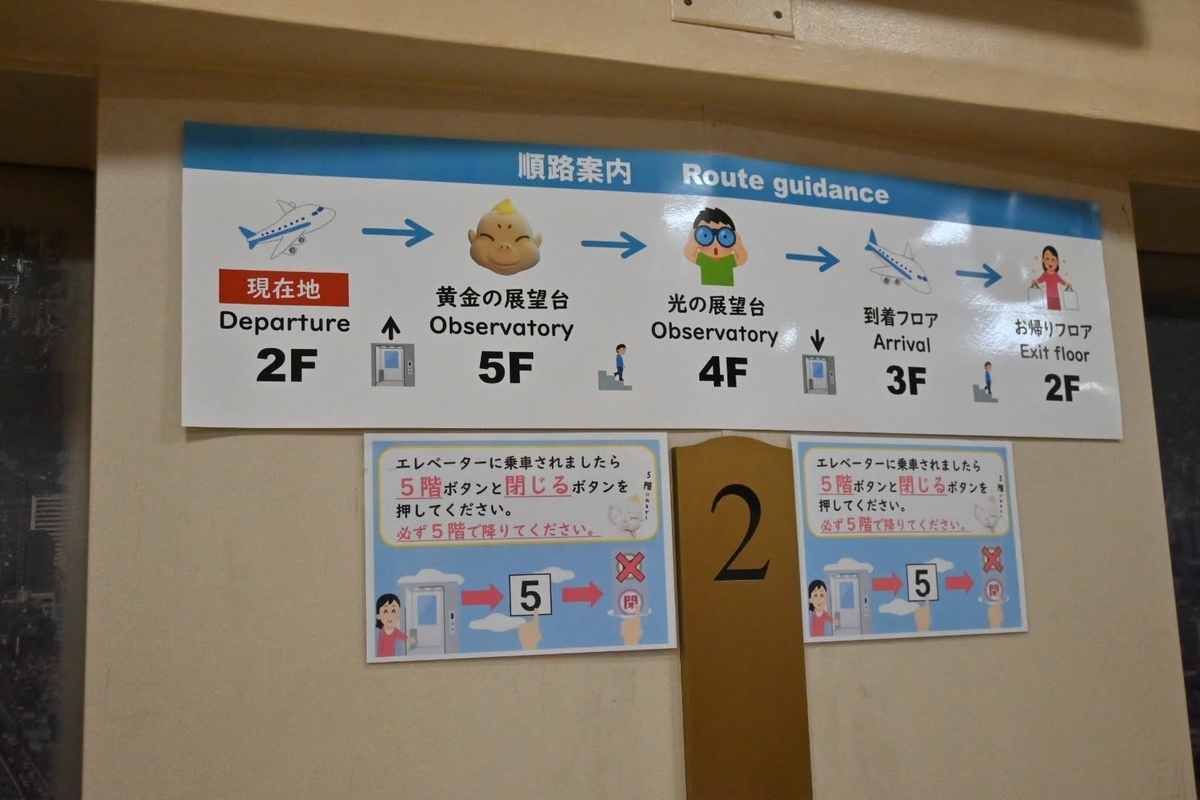 順路案内 Route guidance
現在地
Departure
2F
黄金の展望台
Observatory
5F
光の展望台
Observatory
4F
到着フロア
Arrival
3F
お帰りフロア
Exit floor
2F
エレベーターに乗車されましたら
5階ボタンと閉じるボタンを
押してください。
必ず5階で降りてください。
5
閉
2
エレベーターに乗車されましたら
5階ボタンと閉じるボタンを
押してください。
必ず5階で降りてください。
5
閉